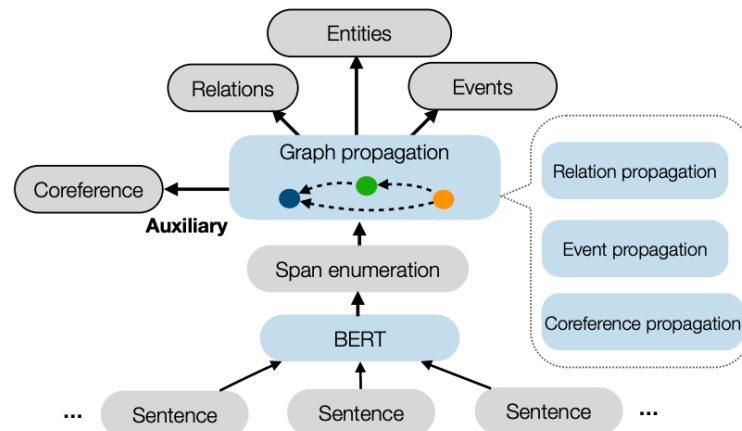 Entities
Relations
Events
Graph propagation
Coreference
Auxiliary
Relation propagation
Event propagation
Coreference propagation
Span enumeration
BERT
...
Sentence
Sentence
Sentence
...